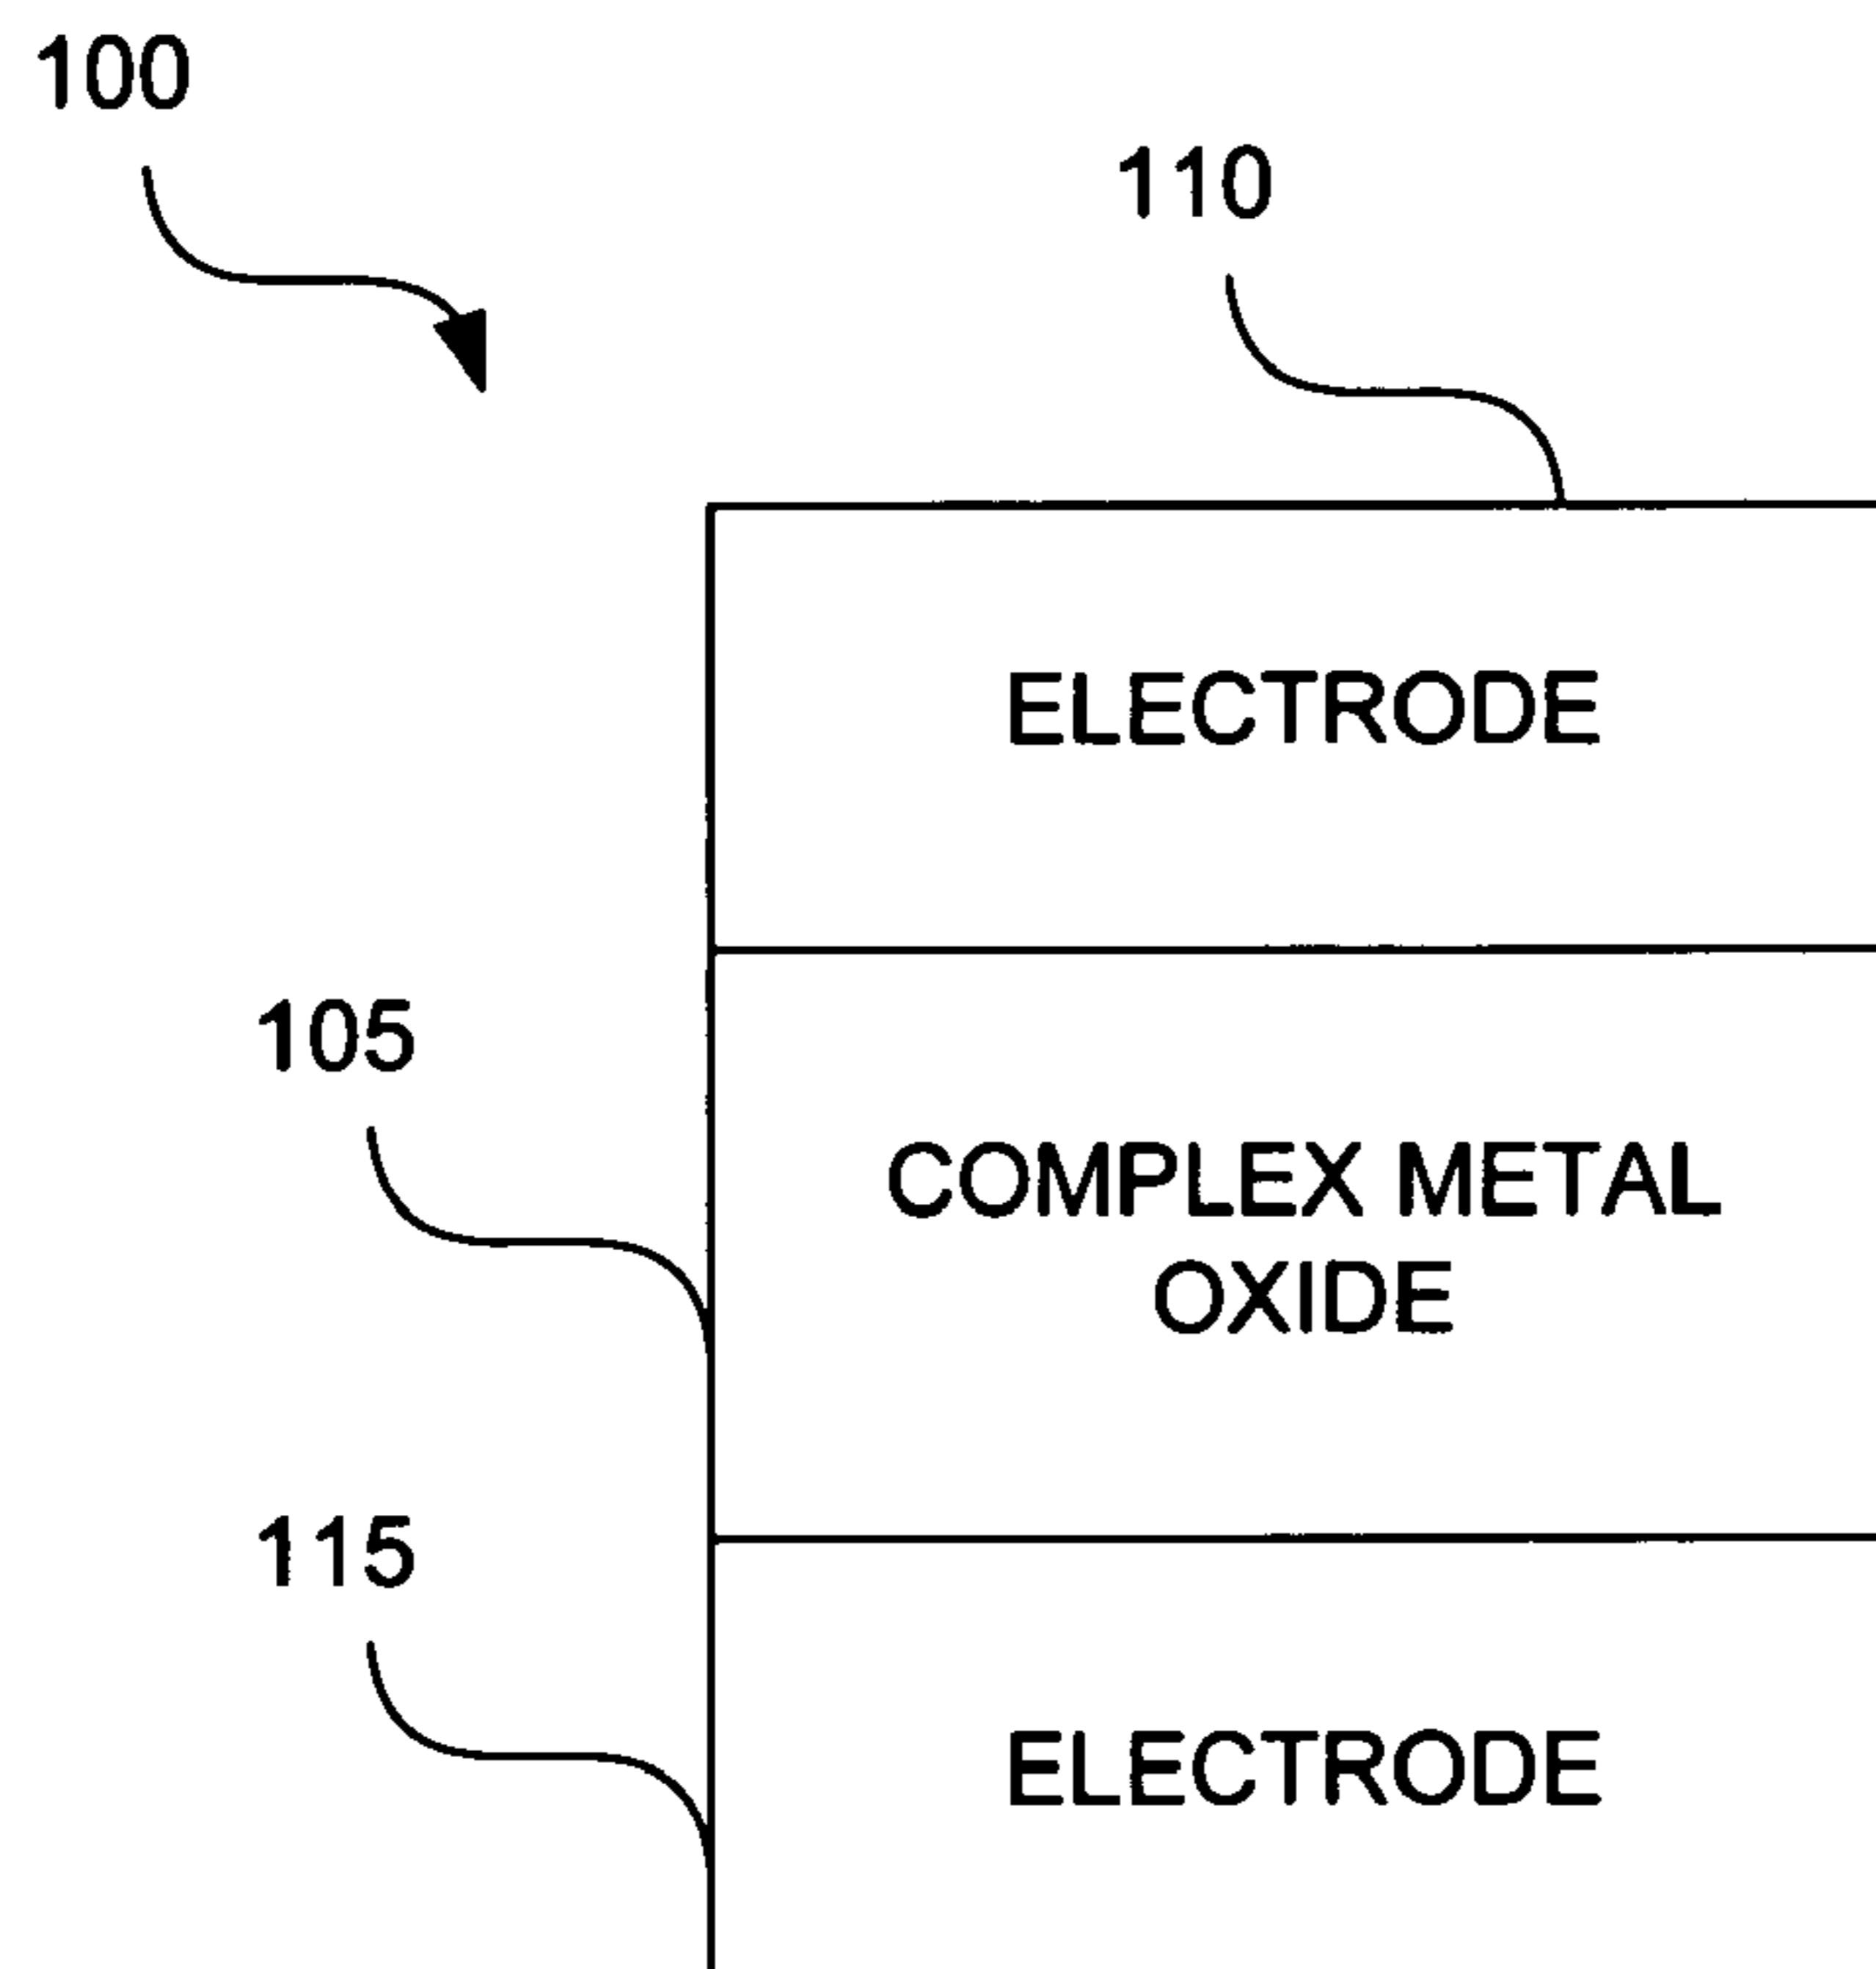 100
110
ELECTRODE
105
COMPLEX METAL
OXIDE
115
ELECTRODE